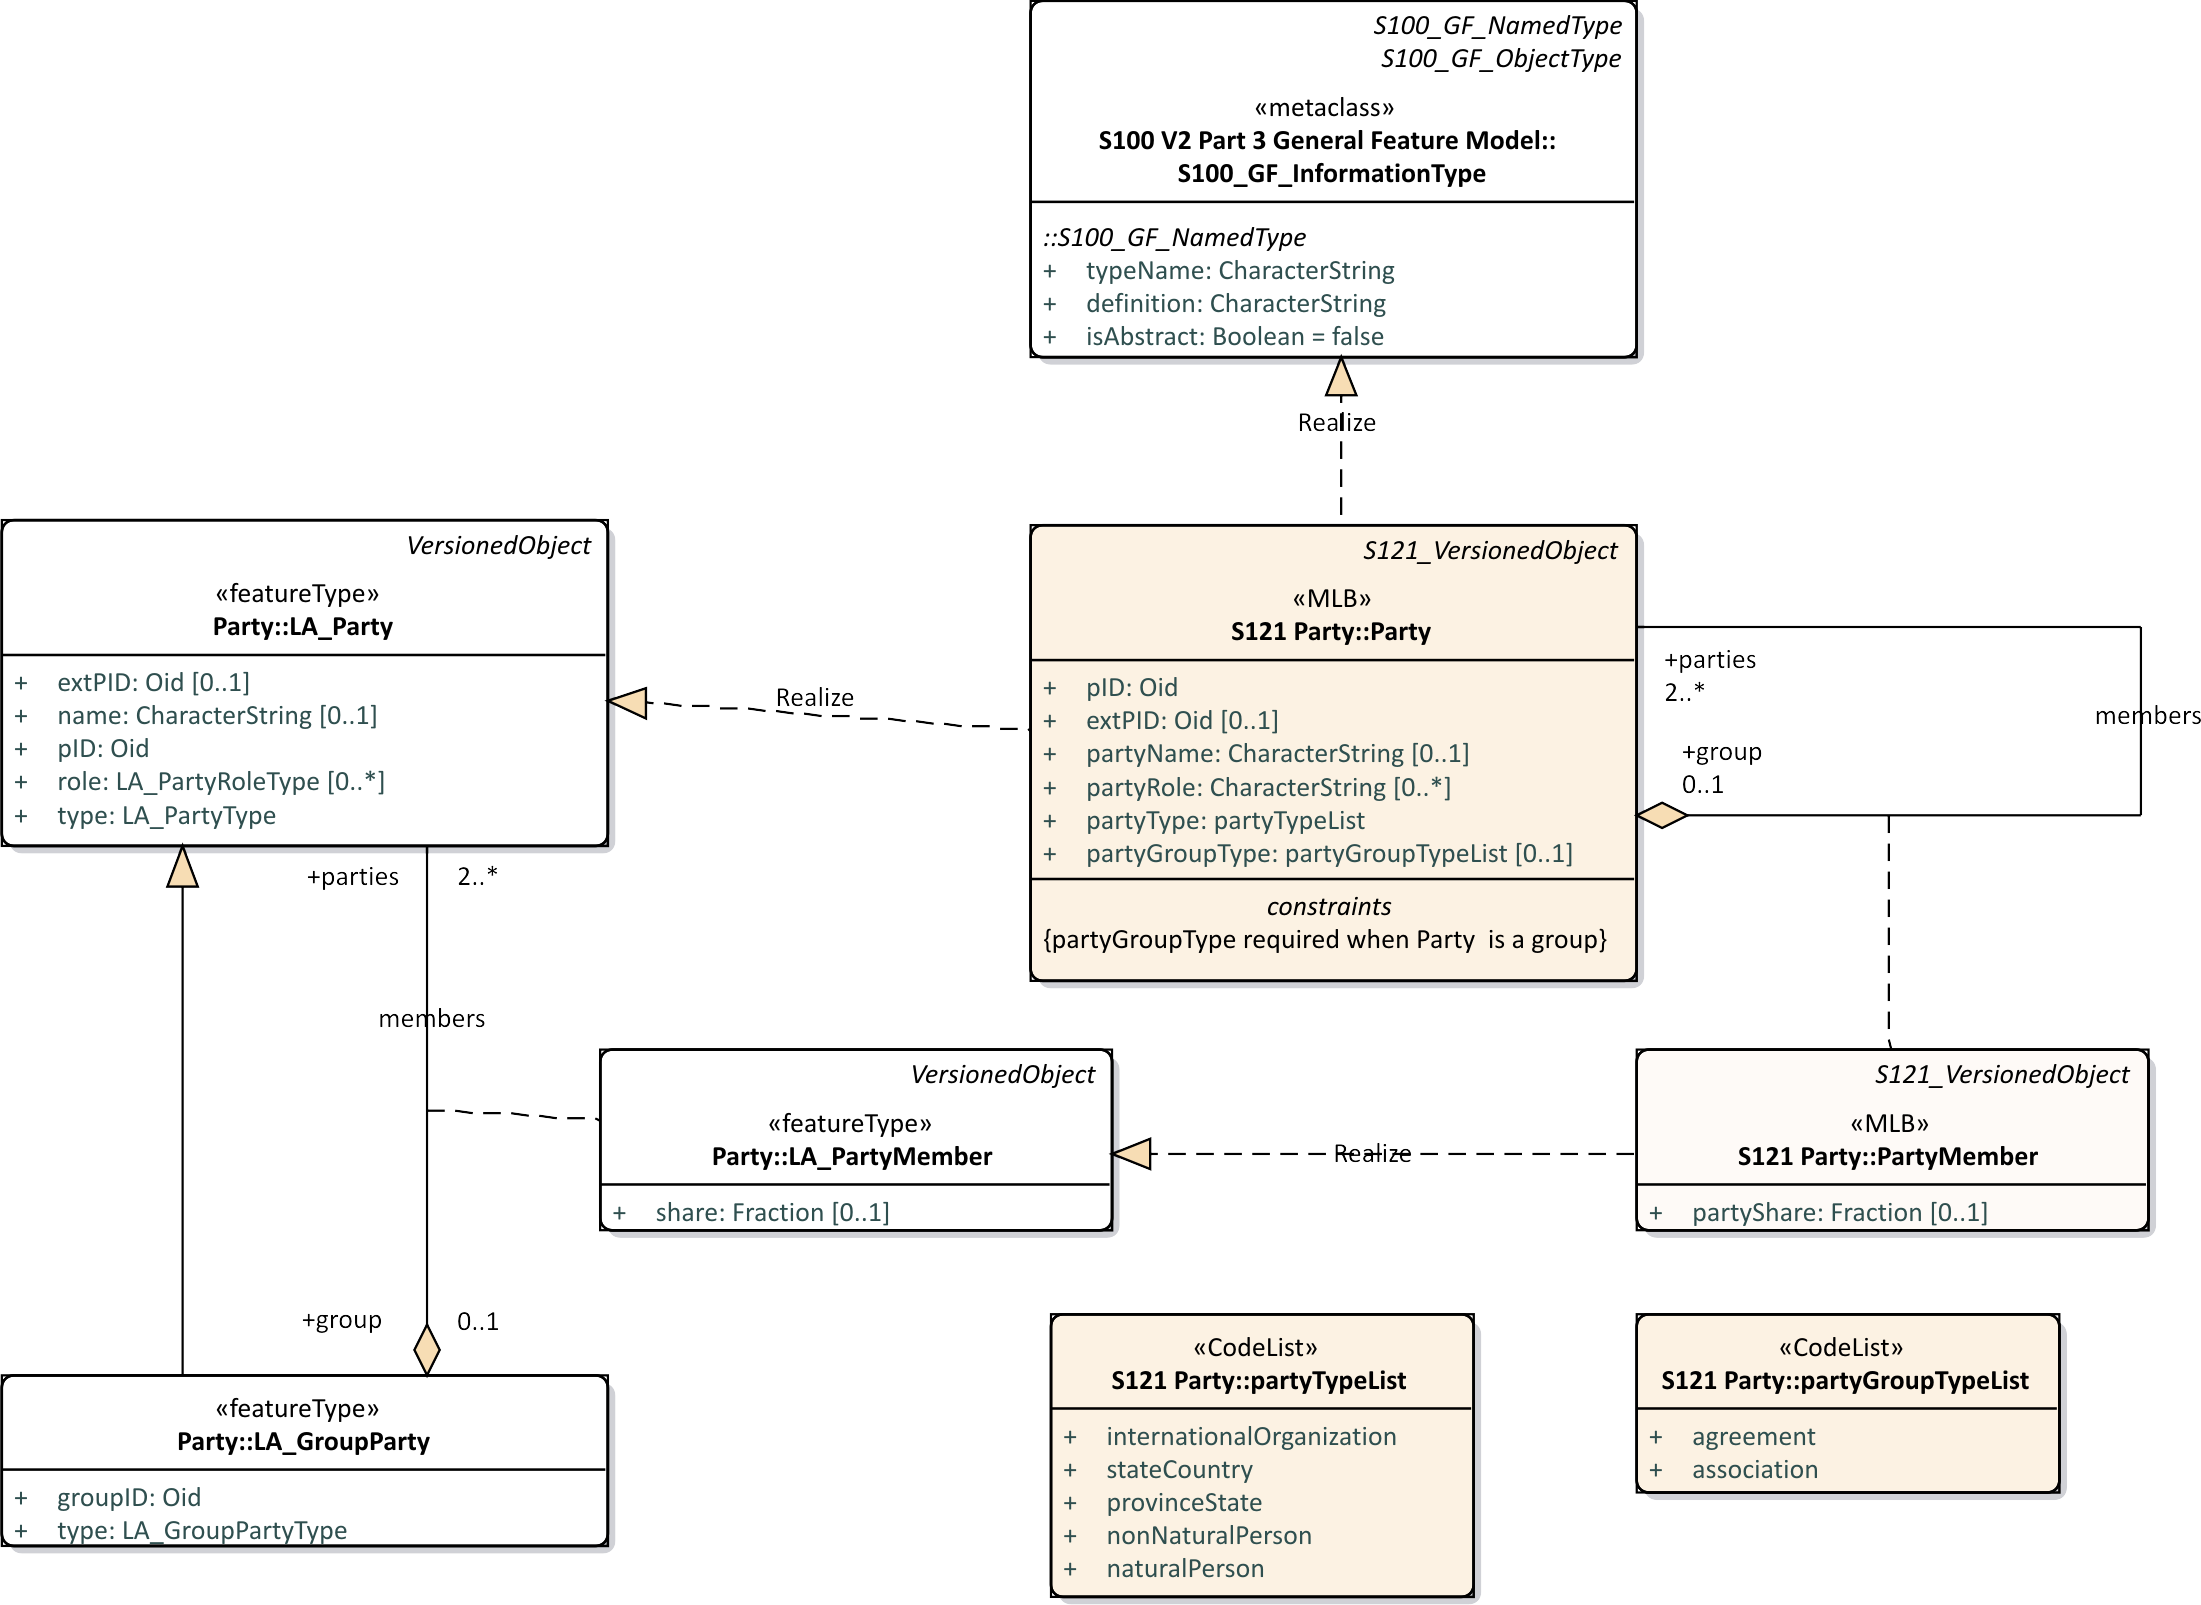 S100_GF_NamedType
S100_GF_ObjectType
«metaclass»
S100 V2 Part 3 General Feature Model::
S100_GF_InformationType
::S100_GF_NamedType
+ typeName: CharacterString
+ definition: CharacterString
+ isAbstract: Boolean = false
Realize
VersionedObject
«featureType»
Party::LA_Party
+ extPID: Oid [0..1]
+ name: CharacterString [0..1]
+ pID: Oid
+ role: LA_PartyRoleType [0..*]
+ type: LA_PartyType
Realize
S121_VersionedObject
«MLB»
S121 Party::Party
+ pID: Oid
+ extPID: Oid [0..1]
+ partyName: CharacterString [0..1]
+ partyRole: CharacterString [0..*]
+ partyType: partyTypeList
+ partyGroupType: partyGroupTypeList [0..1]
constraints
{partyGroupType required when Party  is a group}
+parties
2..*
members
+group
0..1
+parties 2..*
members
VersionedObject
«featureType»
Party::LA_PartyMember
+ share: Fraction [0..1]
Realize
S121_VersionedObject
«MLB»
S121 Party::PartyMember
+ partyShare: Fraction [0..1]
+group 0..1
«featureType»
Party::LA_GroupParty
+ groupID: Oid
+ type: LA_GroupPartyType
«CodeList»
S121 Party::partyTypeList
+ internationalOrganization
+ stateCountry
+ provinceState
+ nonNaturalPerson
+ naturalPerson
«CodeList»
S121 Party::partyGroupTypeList
+ agreement
+ association